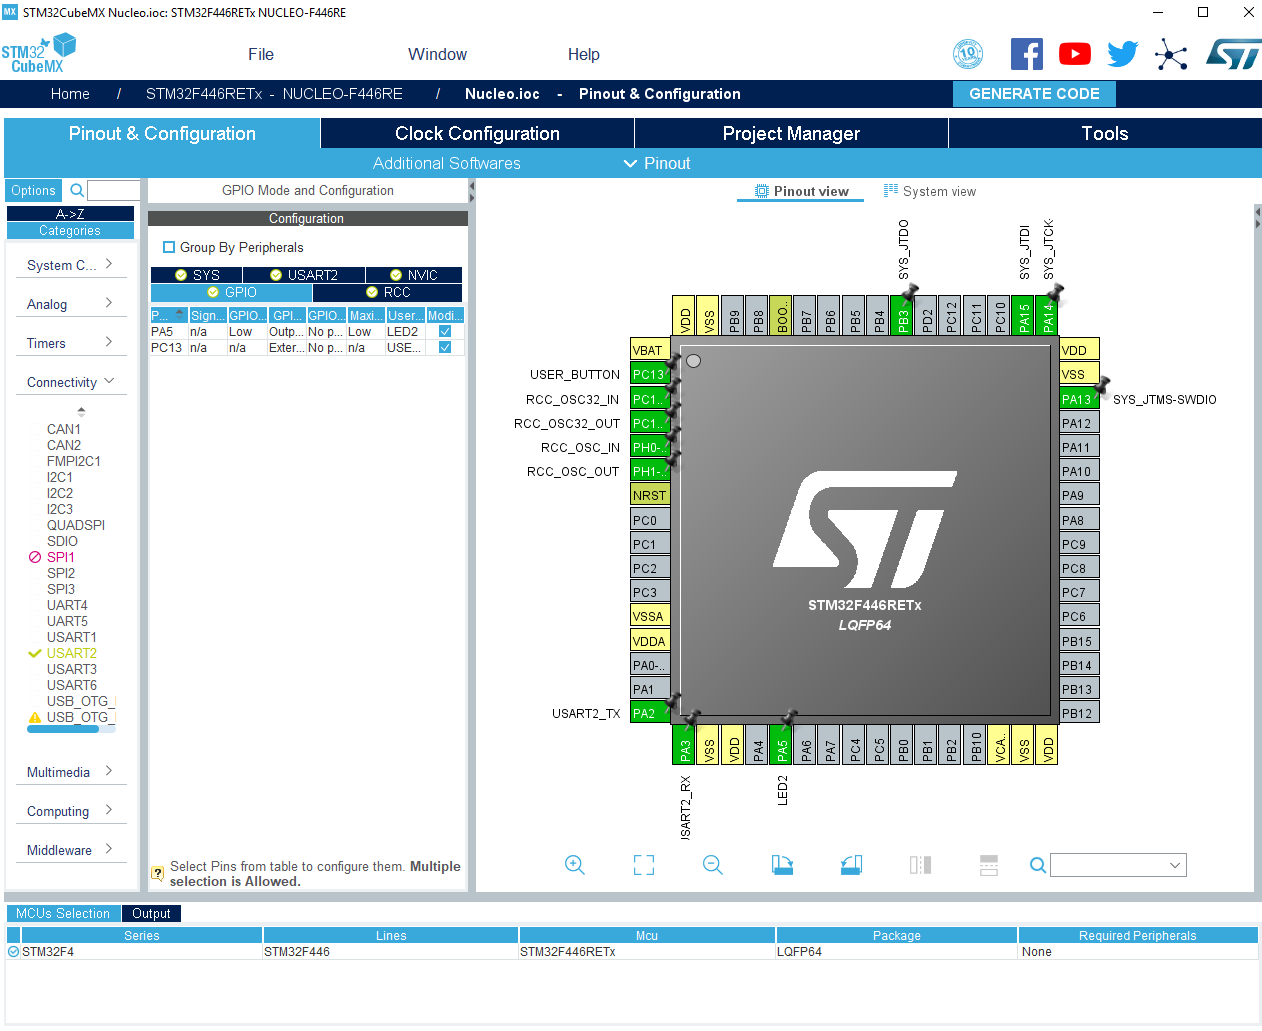 MX STM32CubeMX Nucleo.ioc: STM32F446RETx NUCLEO-F446RE
STM32
CubeMX
File Window Help
10
Home / STM32F446RETx - NUCLEO-F446RE / Nucleo.ioc - Pinout & Configuration GENERATE CODE
Pinout & Configuration Clock Configuration Project Manager Tools
Additional Softwares Pinout
Options
A->Z
Categories
System C...
Analog
Timers
Connectivity
CAN1
CAN2
FMPI2C1
I2C1
I2C2
I2C3
QUADSPI
SDIO
SPI1
SPI2
SPI3
UART4
UART5
USART1
USART2
USART3
USART6
USB_OTG_
USB_OTG_
Multimedia
Computing
Middleware
GPIO Mode and Configuration
Configuration
Group By Peripherals
SYS USART2 NVIC
GPIO RCC
P... Sign... GPIO... GPI... GPIO... Maxi... User... Modi...
PA5 n/a Low Outp... No p... Low LED2
PC13 n/a n/a Exter... No p... n/a USE...
Select Pins from table to configure them. Multiple
selection is Allowed.
Pinout view System view
SYS_JTDO
SYS_JTDI
SYS_JTCK-
VDD
VSS
PB9
PB8
BOO..
PB7
PB6
PB5
PB4
PB3
PD2
PC12
PC11
PC10
PA15
PA14
VBAT
USER_BUTTON PC13
RCC_OSC32_IN PC1..
RCC_OSC32_OUT PC1..
RCC_OSC_IN PH0-..
RCC_OSC_OUT PH1-..
NRST
PC0
PC1
PC2
PC3
VSSA
VDDA
PA0-..
PA1
USART2_TX PA2
STM32F446RETx
LQFP64
VDD
VSS
PA13 SYS_JTMS-SWDIO
PA12
PA11
PA10
PA9
PA8
PC9
PC8
PC7
PC6
PB15
PB14
PB13
PB12
PA3
VSS
VDD
PA4
PA5
PA6
PA7
PC4
PC5
PB0
PB1
PB2
PB10
VCA..
VSS
VDD
USART2_RX
LED2
MCUs Selection Output
Series Lines Mcu Package Required Peripherals
STM32F4 STM32F446 STM32F446RETx LQFP64 None